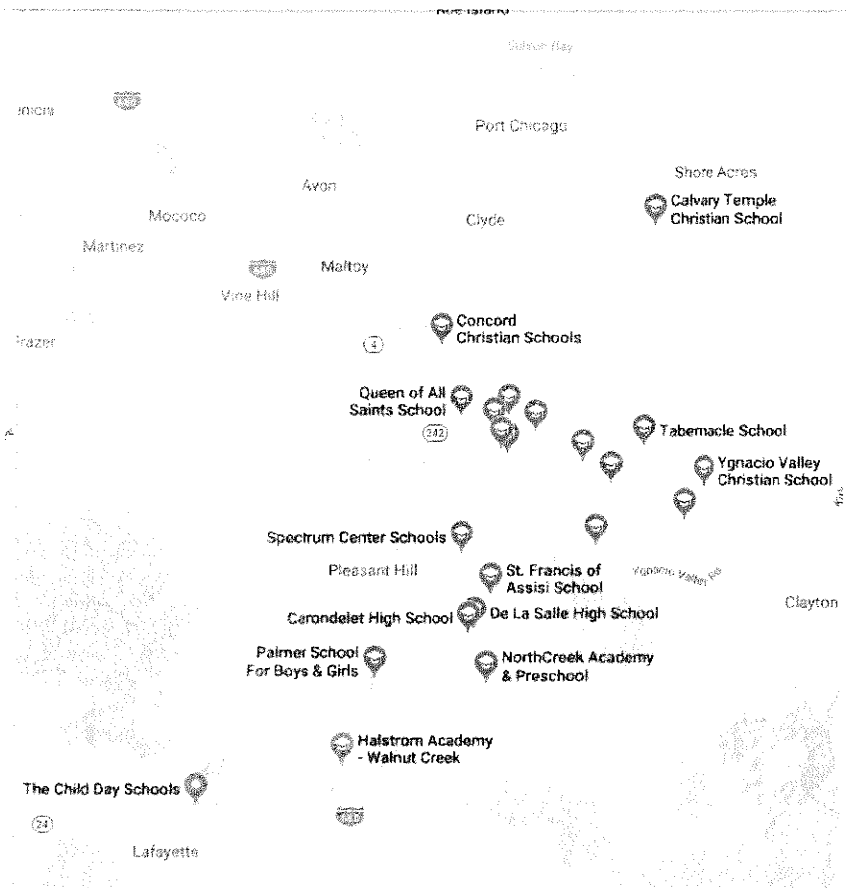 Port Chicago
Shore Acres
Avon
Calvary Temple
Christian School
Mococo
Clyde
Martinez
Maltby
Vine Hill
Concord
Christian Schools
4
Queen of All
Saints School
242
Tabernacle School
Ygnacio Valley
Christian School
Spectrum Center Schools
Pleasant Hill
St. Francis of
Assisi School
Ygnacio Valley Rd
Clayton
Carondelet High School
De La Salle High School
Palmer School
For Boys & Girls
NorthCreek Academy
& Preschool
Halstrom Academy
- Walnut Creek
The Child Day Schools
24
Lafayette